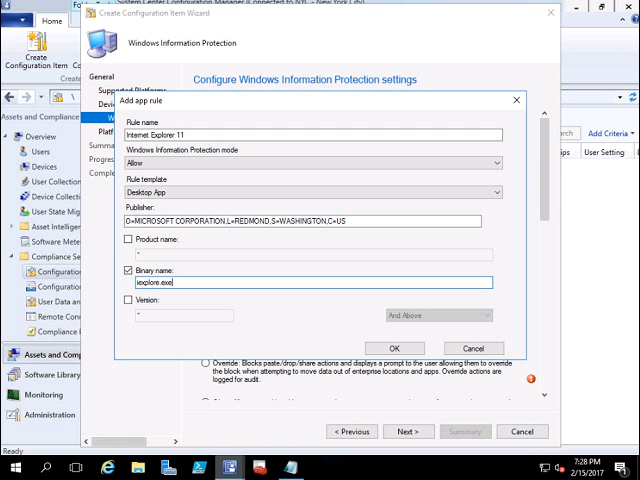 System Center Configuration Manager (Connected to NYC - New York City)
Home
Create Configuration Item Wizard
Create
Configuration Item
Windows Information Protection
General
Configure Windows Information Protection settings
Supported Platforms
Assets and Compliance
Add app rule
Overview
Users
Devices
User Collection
Device Collecti
User State Mig
Asset Intelligen
Software Meter
Compliance Se
Configuration
Configuration
User Data and
Remote Conn
Compliance P
Rule name
Internet Explorer 11
Windows Information Protection mode
Allow
Rule template
Desktop App
Publisher:
O=MICROSOFT CORPORATION,L=REDMOND,S=WASHINGTON,C=US
Product name:
*
Binary name:
iexplore.exe
Version:
*
And Above
OK
Cancel
Add Criteria
User Setting
Override: Blocks paste/drop/share actions and displays a prompt to the user allowing them to override
the block when attempting to move data out of enterprise locations and apps. Override actions are
logged for audit.
Assets and Comp
Software Library
Monitoring
Administration
< Previous
Next >
Summary
Cancel
Ready
7:28 PM
2/15/2017